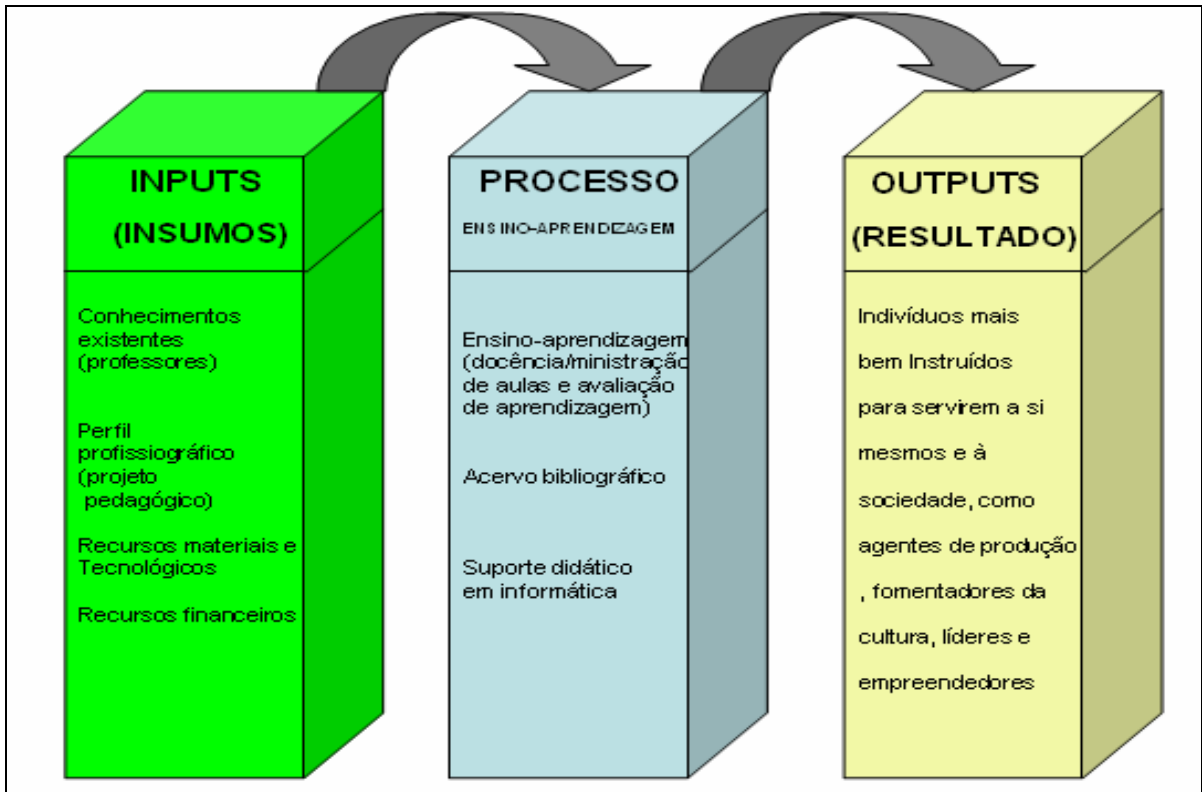 INPUTS
(INSUMOS)
Conhecimentos
existentes
(professores)
Perfil
profissiográfico
(projeto
pedagógico)
Recursos materiais e
Tecnológicos
Recursos financeiros
PROCESSO
ENSINO-APRENDIZAGEM
Ensino-aprendizagem
(docência/ministração
de aulas e avaliação
de aprendizagem)
Acervo bibliográfico
Suporte didático
em informática
OUTPUTS
(RESULTADO)
Indivíduos mais
bem Instruídos
para servirem a si
mesmos e à
sociedade, como
agentes de produção
, fomentadores da
cultura, líderes e
empreendedores